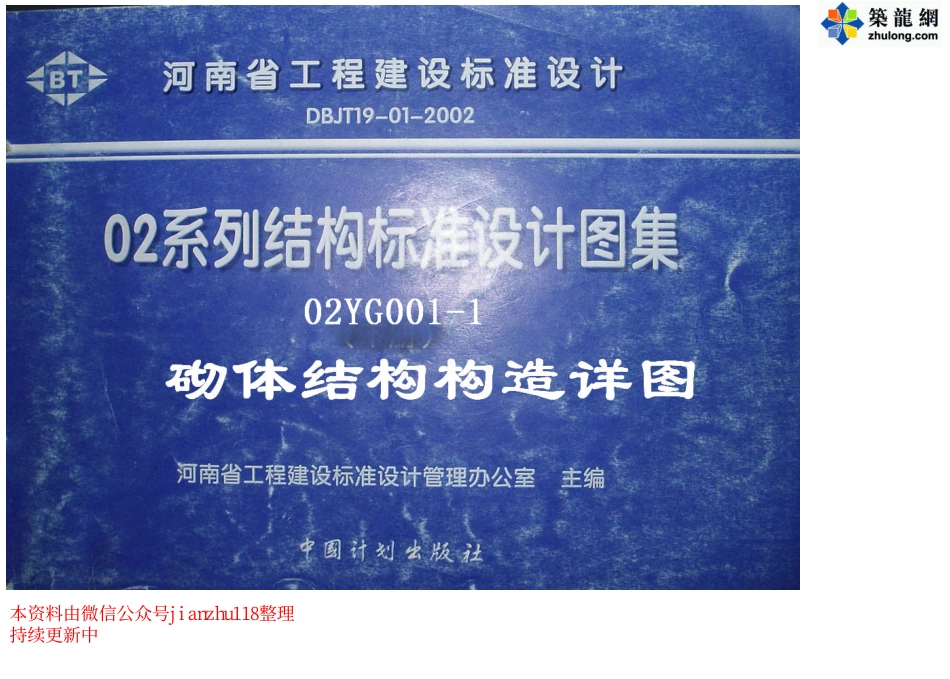 築龍網
zhulong.com
BT
河南省工程建设标准设计
DBJT19-01-2002
02系列结构标准设计图集
02YG001-1
砌体结构构造详图
河南省工程建设标准设计管理办公室 主编
中国计划出版社
本资料由微信公众号jianzhu118整理
持续更新中